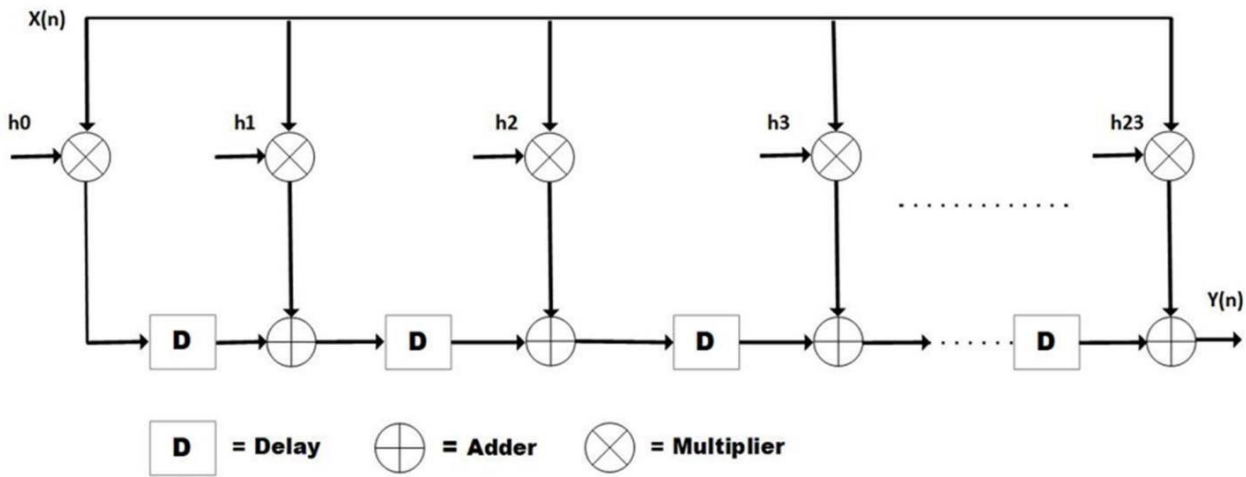 X(n)
h0
h1
h2
h3
h23
Y(n)
D
D
D
D
D = Delay
= Adder
= Multiplier